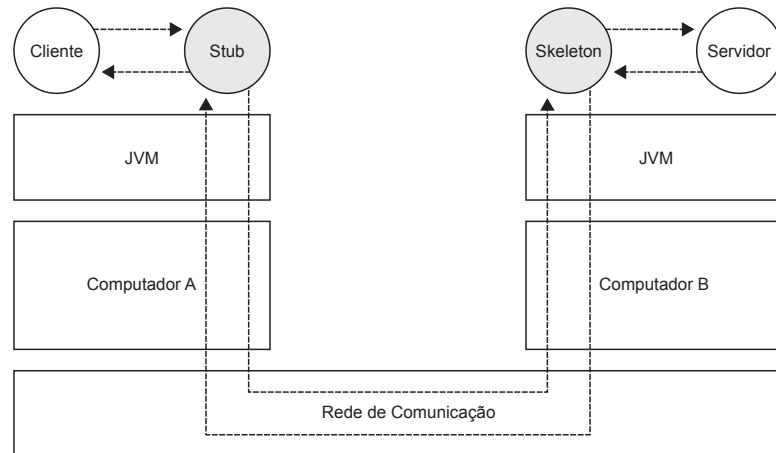 Cliente
Stub
Skeleton
Servidor
JVM
JVM
Computador A
Computador B
Rede de Comunicação